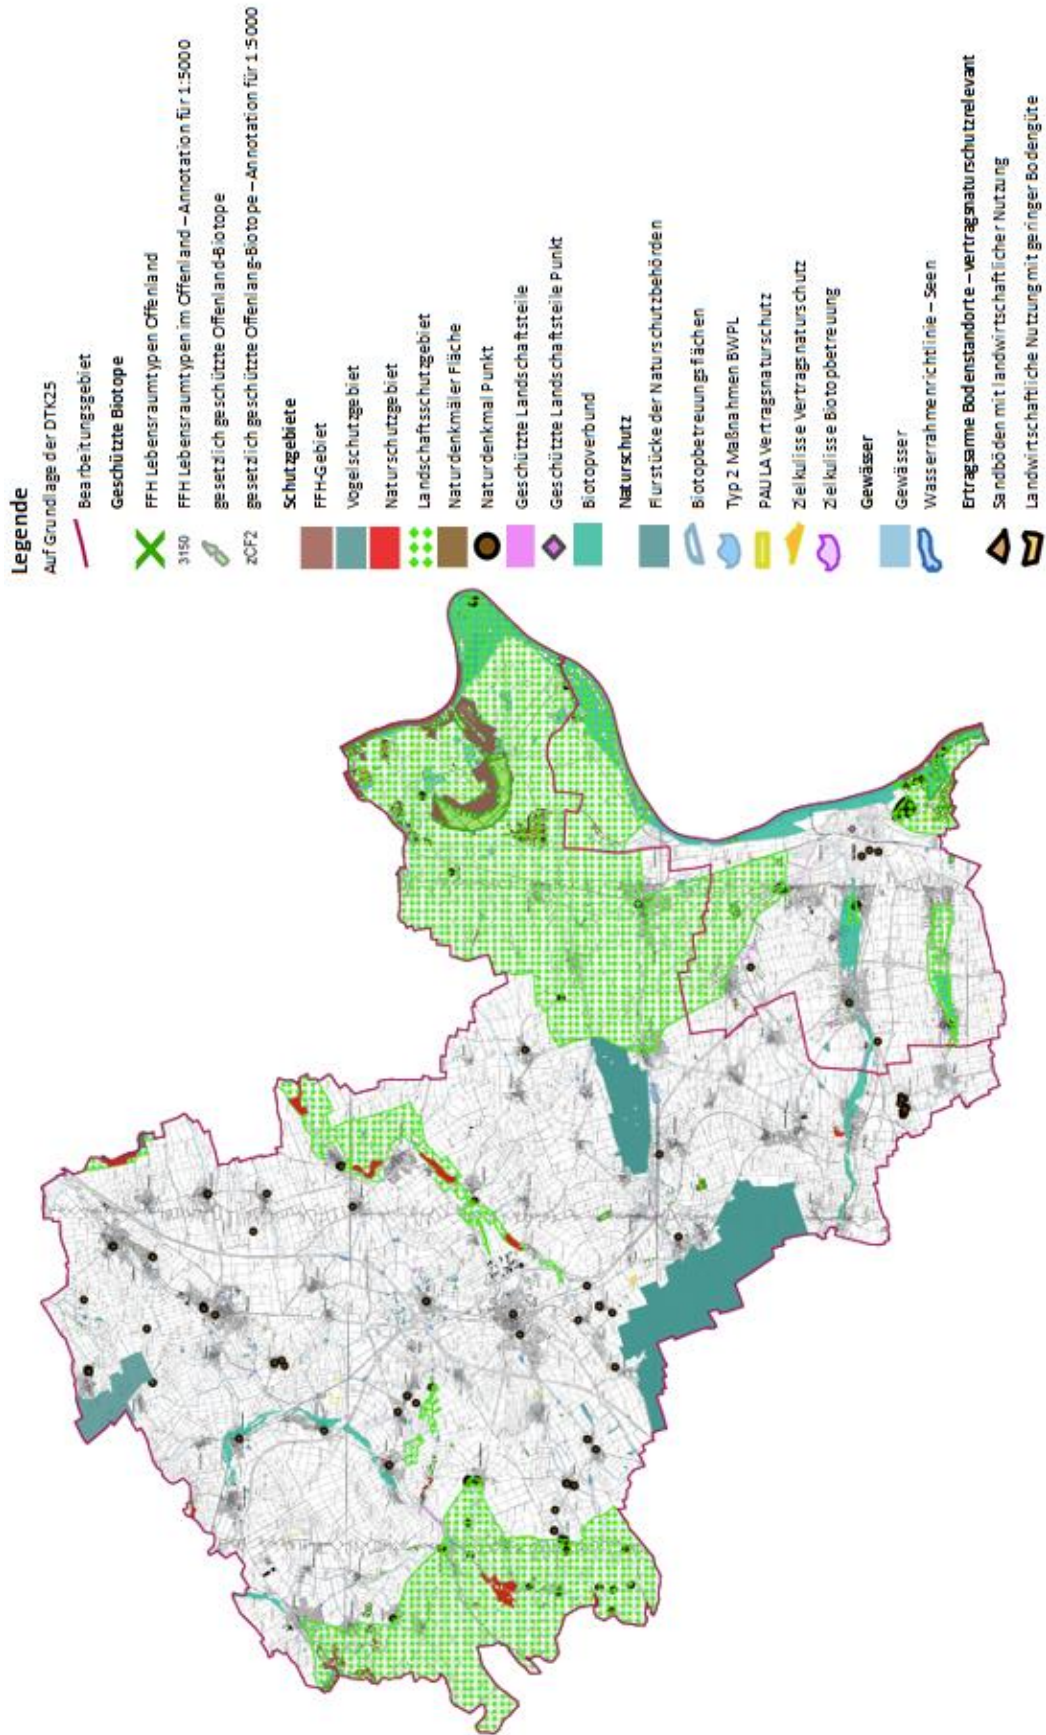 Legende
Auf Grundlage der DTK25
Bearbeitungsgebiet
Geschützte Biotope
FFH Lebensraumtypen Offenland
3150 FFH Lebensraumtypen im Offenland – Annotation für 1:5000
gesetzlich geschützte Offenland-Biotope
zCF2 gesetzlich geschützte Offenlang-Biotope – Annotation für 1:5000
Schutzgebiete
FFH-Gebiet
Vogelschutzgebiet
Naturschutzgebiet
Landschaftsschutzgebiet
Naturdenkmäler Fläche
Naturdenkmal Punkt
Geschützte Landschaftsteile
Geschützte Landschaftsteile Punkt
Biotopverbund
Naturschutz
Flurstücke der Naturschutzbehörden
Biotopbetreuungsflächen
Typ 2 Maßnahmen BWPL
PAULA Vertragsnaturschutz
Zielkulisse Vertragsnaturschutz
Zielkulisse Biotopbetreuung
Gewässer
Gewässer
Wasserrahmenrichtlinie – Seen
Ertragsarme Bodenstandorte – vertragsnaturschutzrelevant
Sandböden mit landwirtschaftlicher Nutzung
Landwirtschaftliche Nutzung mit geringer Bodengüte